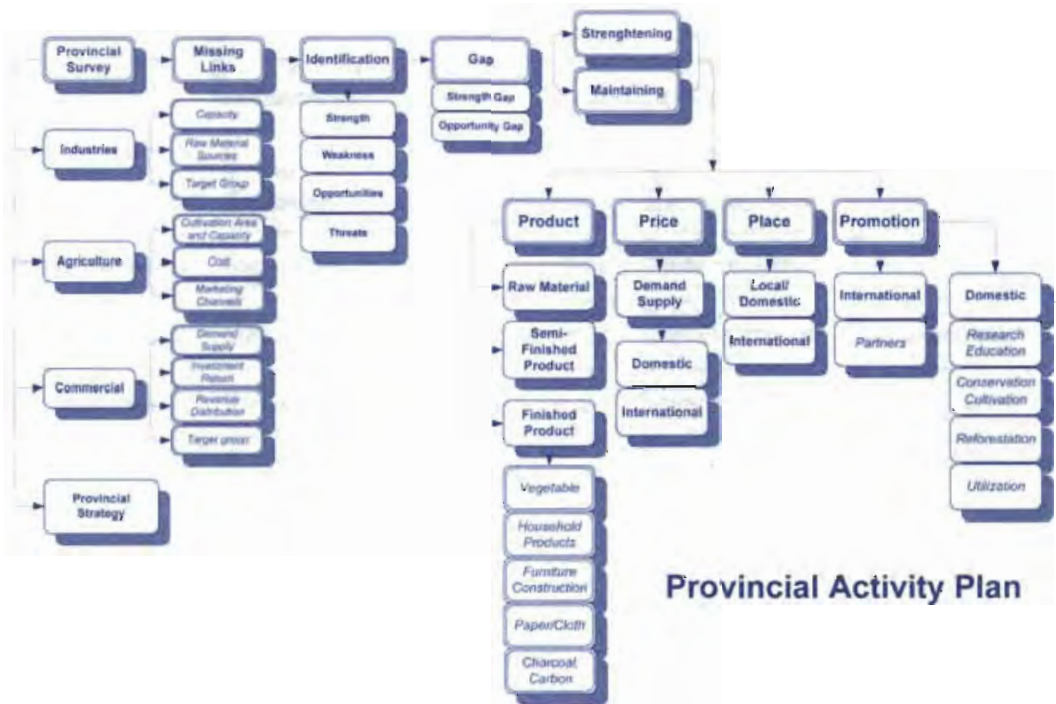 Provincial
Survey
Missing
Links
Identification
Gap
Strenghtening
Maintaining
Strength Gap
Opportunity Gap
Industries
Capacity
Raw Material
Sources
Target Group
Strength
Weakness
Opportunities
Threats
Agriculture
Cultivation Area
and Capacity
Cost
Marketing
Channels
Commercial
Demand
Supply
Investment
Return
Revenue
Distribution
Target group
Provincial
Strategy
Product
Price
Place
Promotion
Raw Material
Semi-
Finished
Product
Finished
Product
Vegetable
Household
Products
Furniture
Construction
Paper/Cloth
Charcoal,
Carbon
Demand
Supply
Domestic
International
Local/
Domestic
International
International
Partners
Domestic
Research
Education
Conservation
Cultivation
Reforestation
Utilization
Provincial Activity Plan